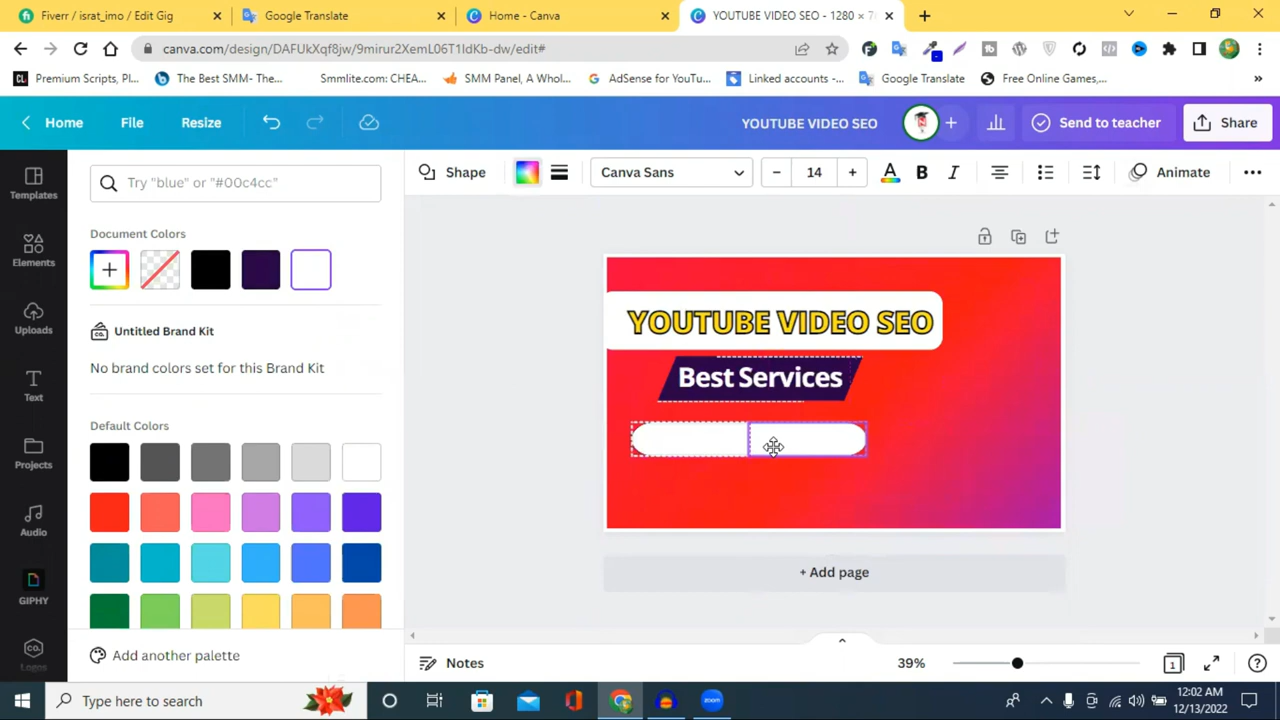 Fiverr / israt_imo / Edit Gig
Google Translate
Home - Canva
YOUTUBE VIDEO SEO - 1280 × 7
canva.com/design/DAFUkXqf8jw/9mirur2XemL06T1IdKb-dw/edit#
Premium Scripts, Pl...
The Best SMM- The...
Smmlite.com: CHEA...
SMM Panel, A Whol...
AdSense for YouTu...
Linked accounts -...
Google Translate
Free Online Games,...
Home
File
Resize
YOUTUBE VIDEO SEO
Send to teacher
Share
Templates
Elements
Uploads
Text
Projects
Audio
GIPHY
Logos
Try "blue" or "#00c4cc"
Document Colors
Untitled Brand Kit
No brand colors set for this Brand Kit
Default Colors
Add another palette
Shape
Canva Sans
14
Animate
YOUTUBE VIDEO SEO
Best Services
+ Add page
Notes
39%
1
Type here to search
12:02 AM
12/13/2022